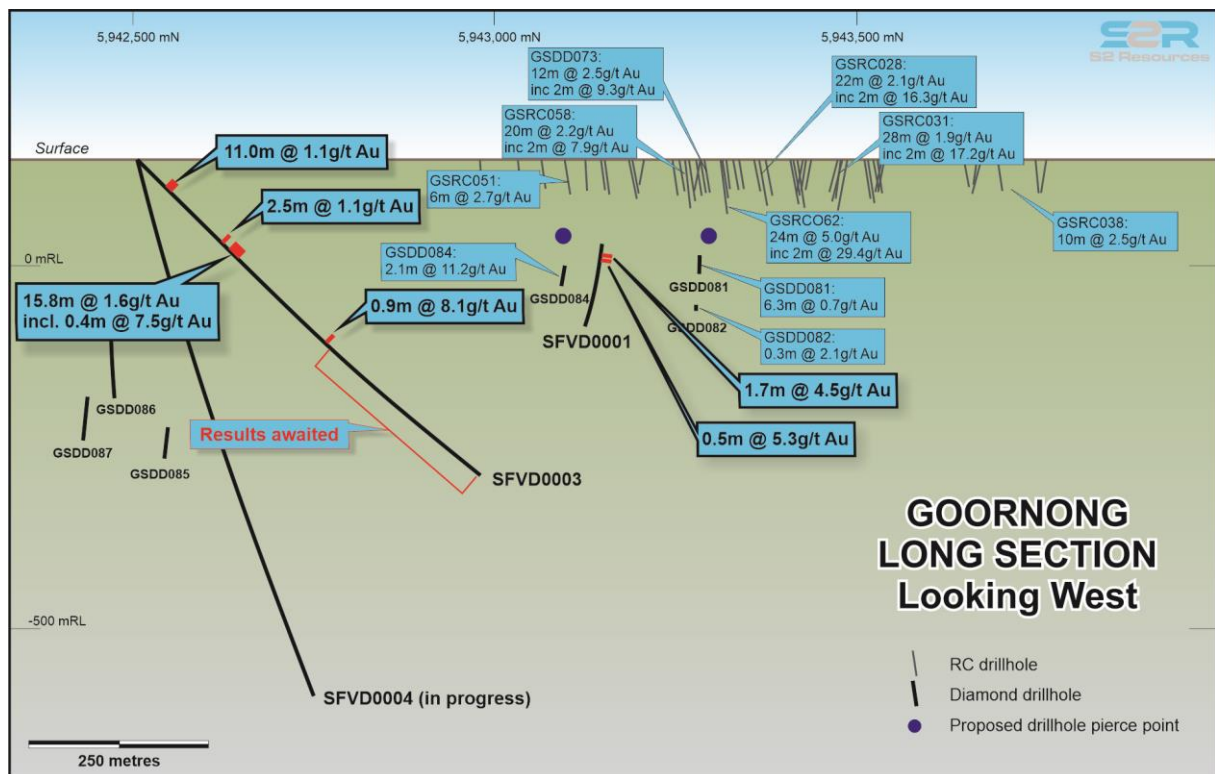 5,942,500 mN
5,943,000 mN
5,943,500 mN
S2R
S2 Resources
GSDD073:
12m @ 2.5g/t Au
inc 2m @ 9.3g/t Au
GSRC028:
22m @ 2.1g/t Au
inc 2m @ 16.3g/t Au
GSRC058:
20m @ 2.2g/t Au
inc 2m @ 7.9g/t Au
GSRC031:
28m @ 1.9g/t Au
inc 2m @ 17.2g/t Au
Surface
11.0m @ 1.1g/t Au
GSRC051:
6m @ 2.7g/t Au
2.5m @ 1.1g/t Au
GSRCO62:
24m @ 5.0g/t Au
inc 2m @ 29.4g/t Au
GSRC038:
10m @ 2.5g/t Au
0 mRL
GSDD084:
2.1m @ 11.2g/t Au
GSDD084
GSDD081
GSDD081:
6.3m @ 0.7g/t Au
15.8m @ 1.6g/t Au
incl. 0.4m @ 7.5g/t Au
0.9m @ 8.1g/t Au
SFVD0001
GSDD082
GSDD082:
0.3m @ 2.1g/t Au
1.7m @ 4.5g/t Au
GSDD086
GSDD087
GSDD085
Results awaited
0.5m @ 5.3g/t Au
SFVD0003
GOORNONG
LONG SECTION
Looking West
-500 mRL
SFVD0004 (in progress)
RC drillhole
Diamond drillhole
Proposed drillhole pierce point
250 metres